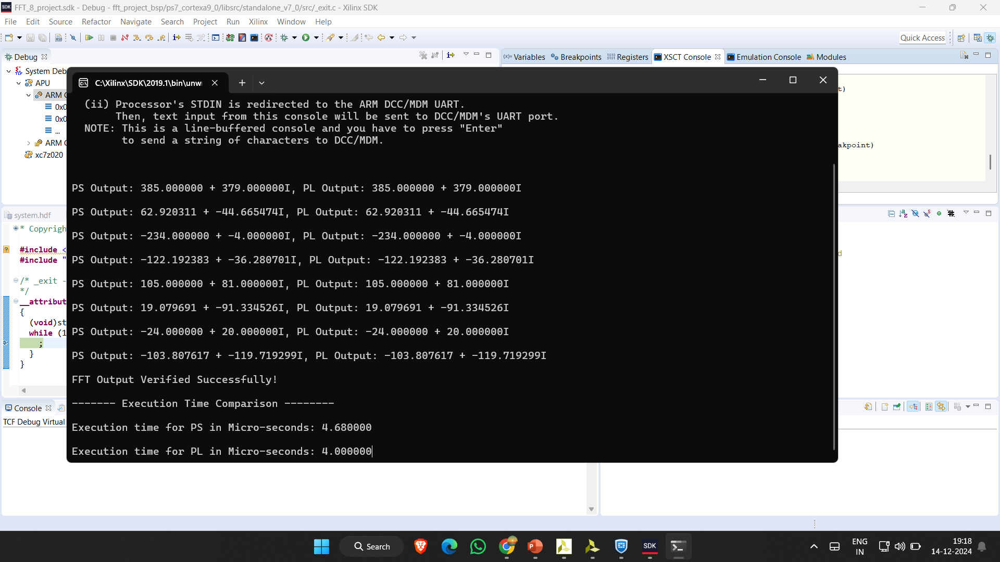 FFT_8_project.sdk - Debug - fft_project_bsp/ps7_cortexa9_0/libsrc/standalone_v7_0/src/_exit.c - Xilinx SDK
File Edit Source Refactor Navigate Search Project Run Xilinx Window Help
Quick Access
Debug
(x)= Variables Breakpoints Registers XSCT Console Emulation Console Modules
System Deb
APU
ARM
0x0
0x0
...
ARM
xc7z020
t)
akpoint)
C:\Xilinx\SDK\2019.1\bin\unw
(ii) Processor's STDIN is redirected to the ARM DCC/MDM UART.
Then, text input from this console will be sent to DCC/MDM's UART port.
NOTE: This is a line-buffered console and you have to press "Enter"
to send a string of characters to DCC/MDM.
PS Output: 385.000000 + 379.000000I, PL Output: 385.000000 + 379.000000I
PS Output: 62.920311 + -44.665474I, PL Output: 62.920311 + -44.665474I
PS Output: -234.000000 + -4.000000I, PL Output: -234.000000 + -4.000000I
PS Output: -122.192383 + -36.280701I, PL Output: -122.192383 + -36.280701I
PS Output: 105.000000 + 81.000000I, PL Output: 105.000000 + 81.000000I
PS Output: 19.079691 + -91.334526I, PL Output: 19.079691 + -91.334526I
PS Output: -24.000000 + 20.000000I, PL Output: -24.000000 + 20.000000I
PS Output: -103.807617 + -119.719299I, PL Output: -103.807617 + -119.719299I
FFT Output Verified Successfully!
------- Execution Time Comparison --------
Execution time for PS in Micro-seconds: 4.680000
Execution time for PL in Micro-seconds: 4.000000
system.hdf
* Copyrigh
#include <
#include "
/* _exit -
*/
__attribut
{
(void)st
while (1
;
}
}
d
Console
TCF Debug Virtual
Search
SDK
ENG
IN
19:18
14-12-2024